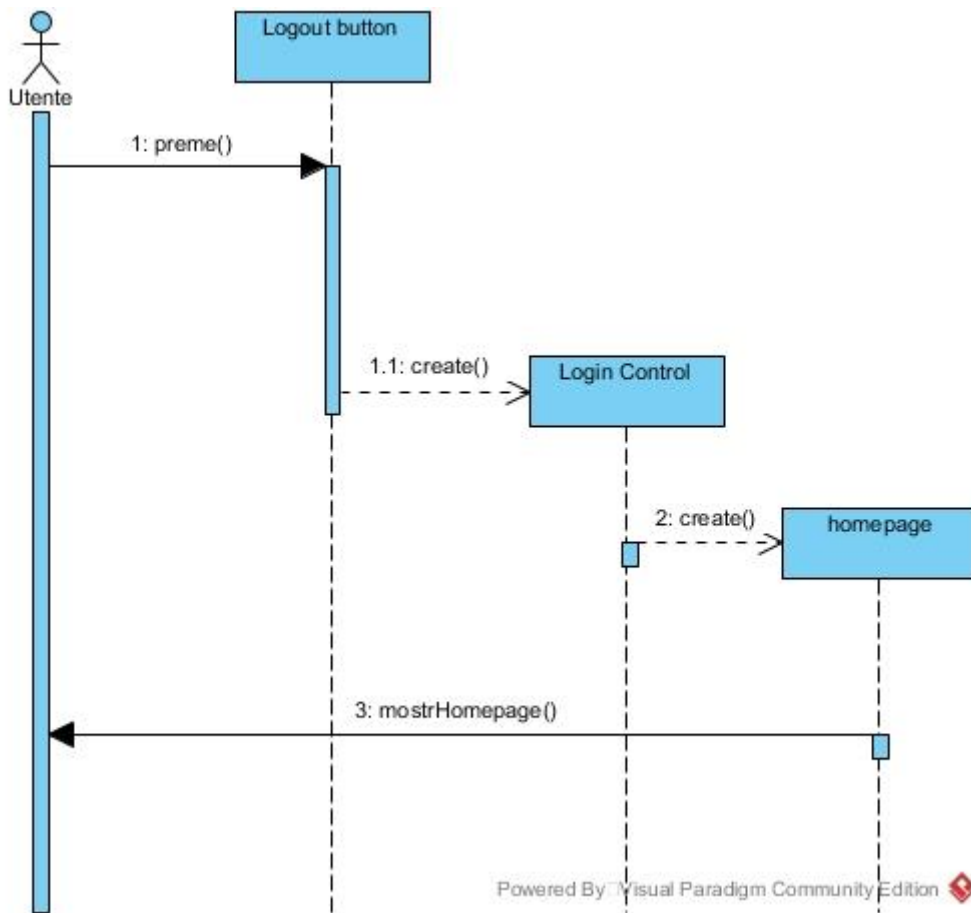 Logout button
Utente
1: preme()
1.1: create()
Login Control
2: create()
homepage
3: mostrHomepage()
Powered By Visual Paradigm Community Edition